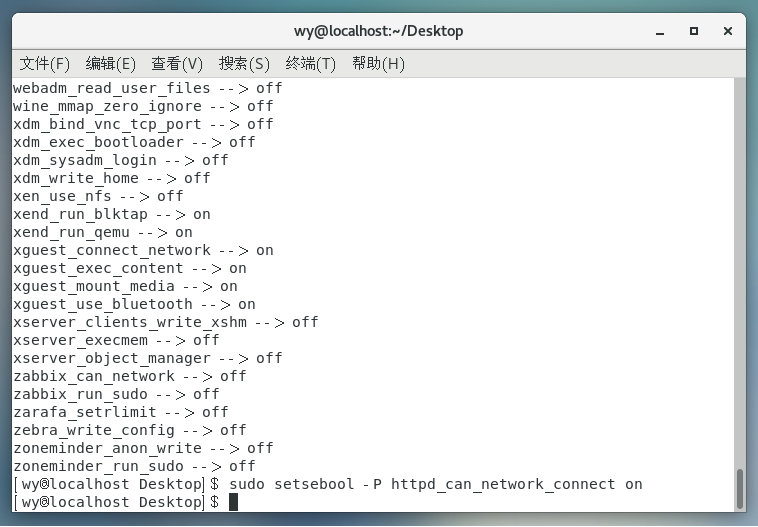 wy@localhost:~/Desktop
文件(F) 编辑(E) 查看(V) 搜索(S) 终端(T) 帮助(H)
webadm_read_user_files --> off
wine_mmap_zero_ignore --> off
xdm_bind_vnc_tcp_port --> off
xdm_exec_bootloader --> off
xdm_sysadm_login --> off
xdm_write_home --> off
xen_use_nfs --> off
xend_run_blktap --> on
xend_run_qemu --> on
xguest_connect_network --> on
xguest_exec_content --> on
xguest_mount_media --> on
xguest_use_bluetooth --> on
xserver_clients_write_xshm --> off
xserver_execmem --> off
xserver_object_manager --> off
zabbix_can_network --> off
zabbix_run_sudo --> off
zarafa_setrlimit --> off
zebra_write_config --> off
zoneminder_anon_write --> off
zoneminder_run_sudo --> off
[wy@localhost Desktop]$ sudo setsebool -P httpd_can_network_connect on
[wy@localhost Desktop]$